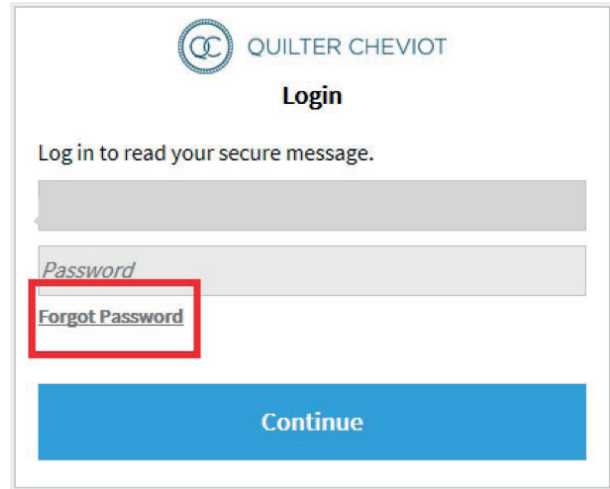 QC QUILTER CHEVIOT
Login
Log in to read your secure message.
Password
Forgot Password
Continue